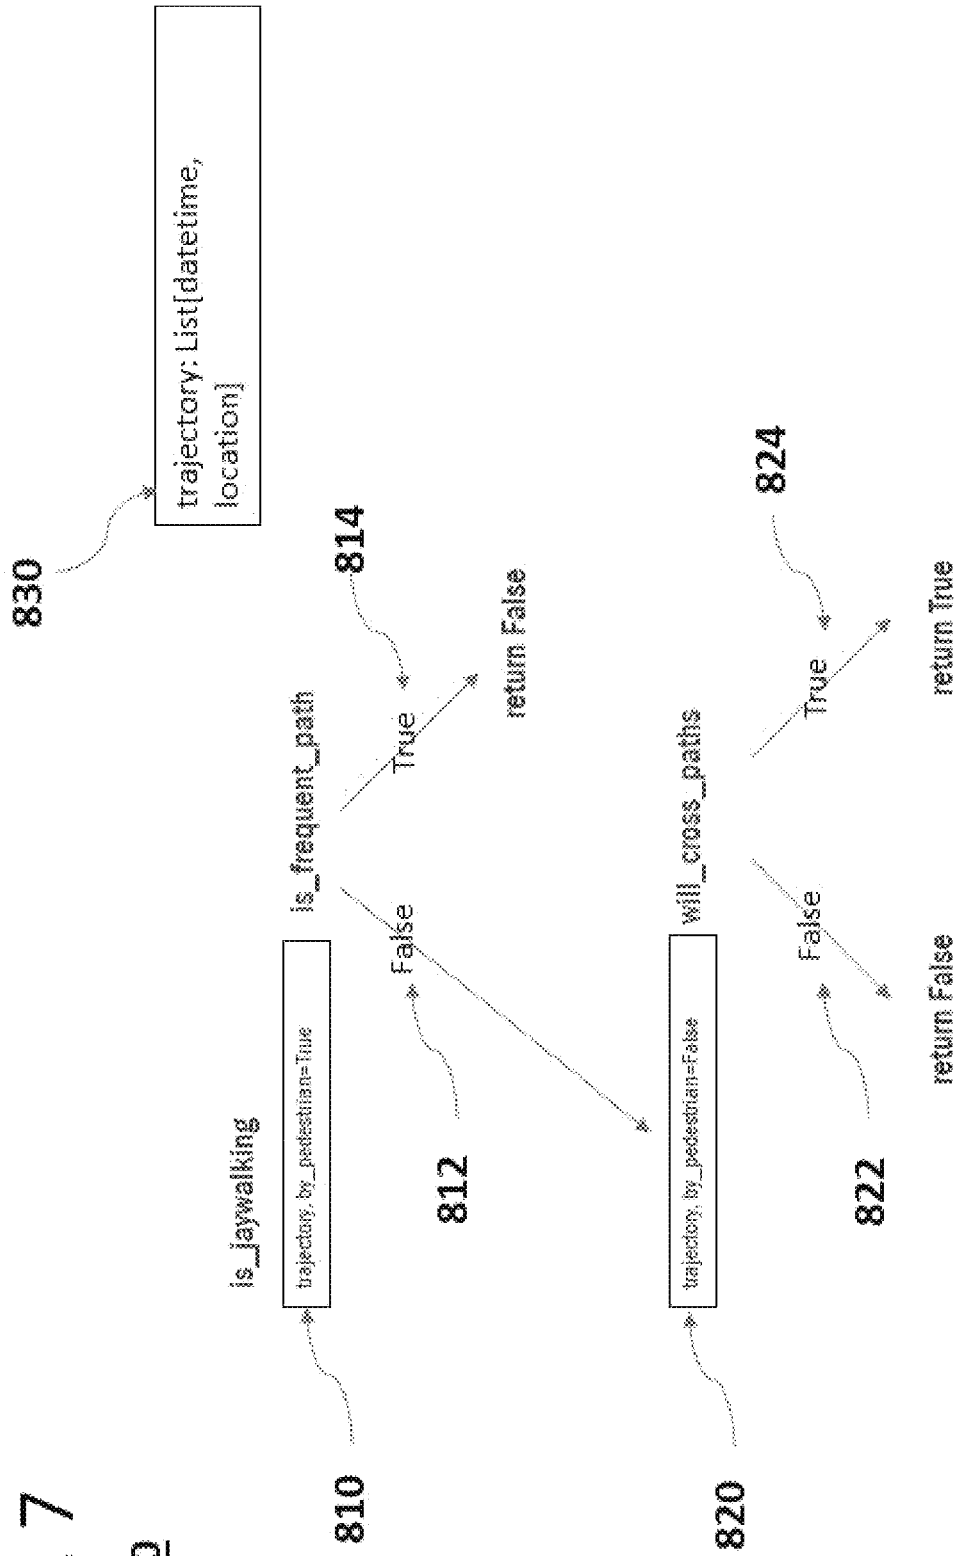 7
830
trajectory: List[datetime,
location]
is_jaywalking
810
trajectory, by_pedestrian=True
is_frequent_path
812
False
True
814
return False
820
trajectory, by_pedestrian=False
will_cross_paths
822
False
True
824
return False
return True